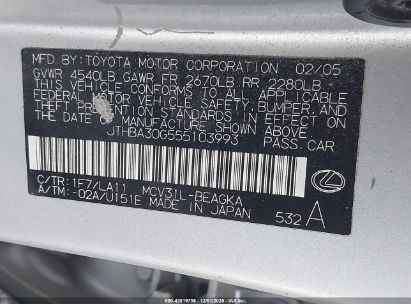 MFD. BY: TOYOTA MOTOR CORPORATION 02/05
GVWR 4540LB GAWR FR 2670LB RR 2280LB
THIS VEHICLE CONFORMS TO ALL APPLICABLE
FEDERAL MOTOR VEHICLE SAFETY, BUMPER, AND
THEFT PREVENTION STANDARDS IN EFFECT ON
THE DATE OF MANUFACTURE SHOWN ABOVE.
JTHBA30G555103993 PASS.CAR
C/TR: 1F7/LA11 MCV31L-BEAGKA
A/TM: -02A/U151E MADE IN JAPAN 532 A